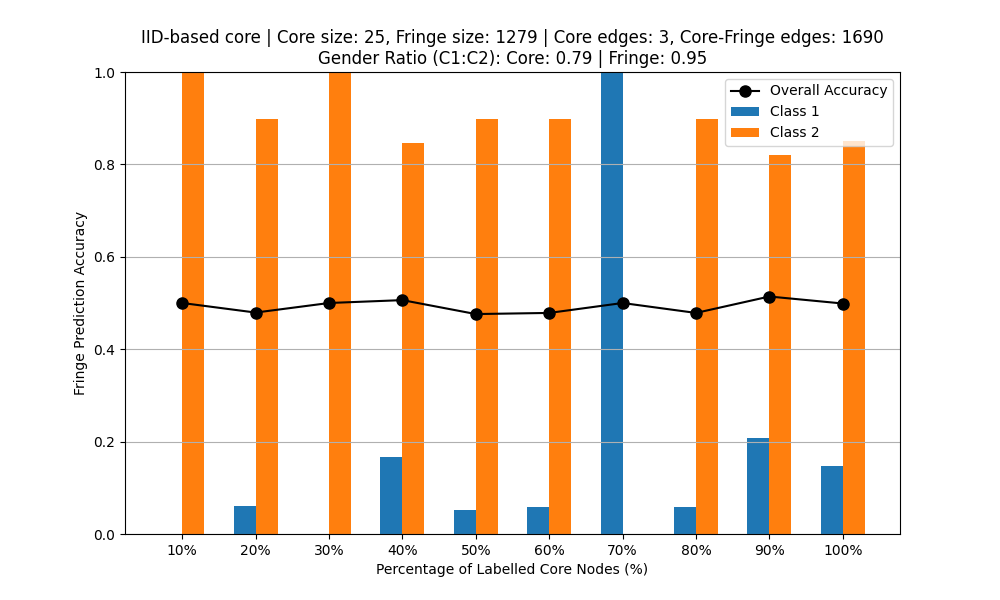 IID-based core | Core size: 25, Fringe size: 1279 | Core edges: 3, Core-Fringe edges: 1690
Gender Ratio (C1:C2): Core: 0.79 | Fringe: 0.95
Overall Accuracy
Class 1
Class 2
Fringe Prediction Accuracy
1.0
0.8
0.6
0.4
0.2
0.0
10% 20% 30% 40% 50% 60% 70% 80% 90% 100%
Percentage of Labelled Core Nodes (%)